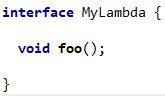 interface MyLambda {
void foo();
}